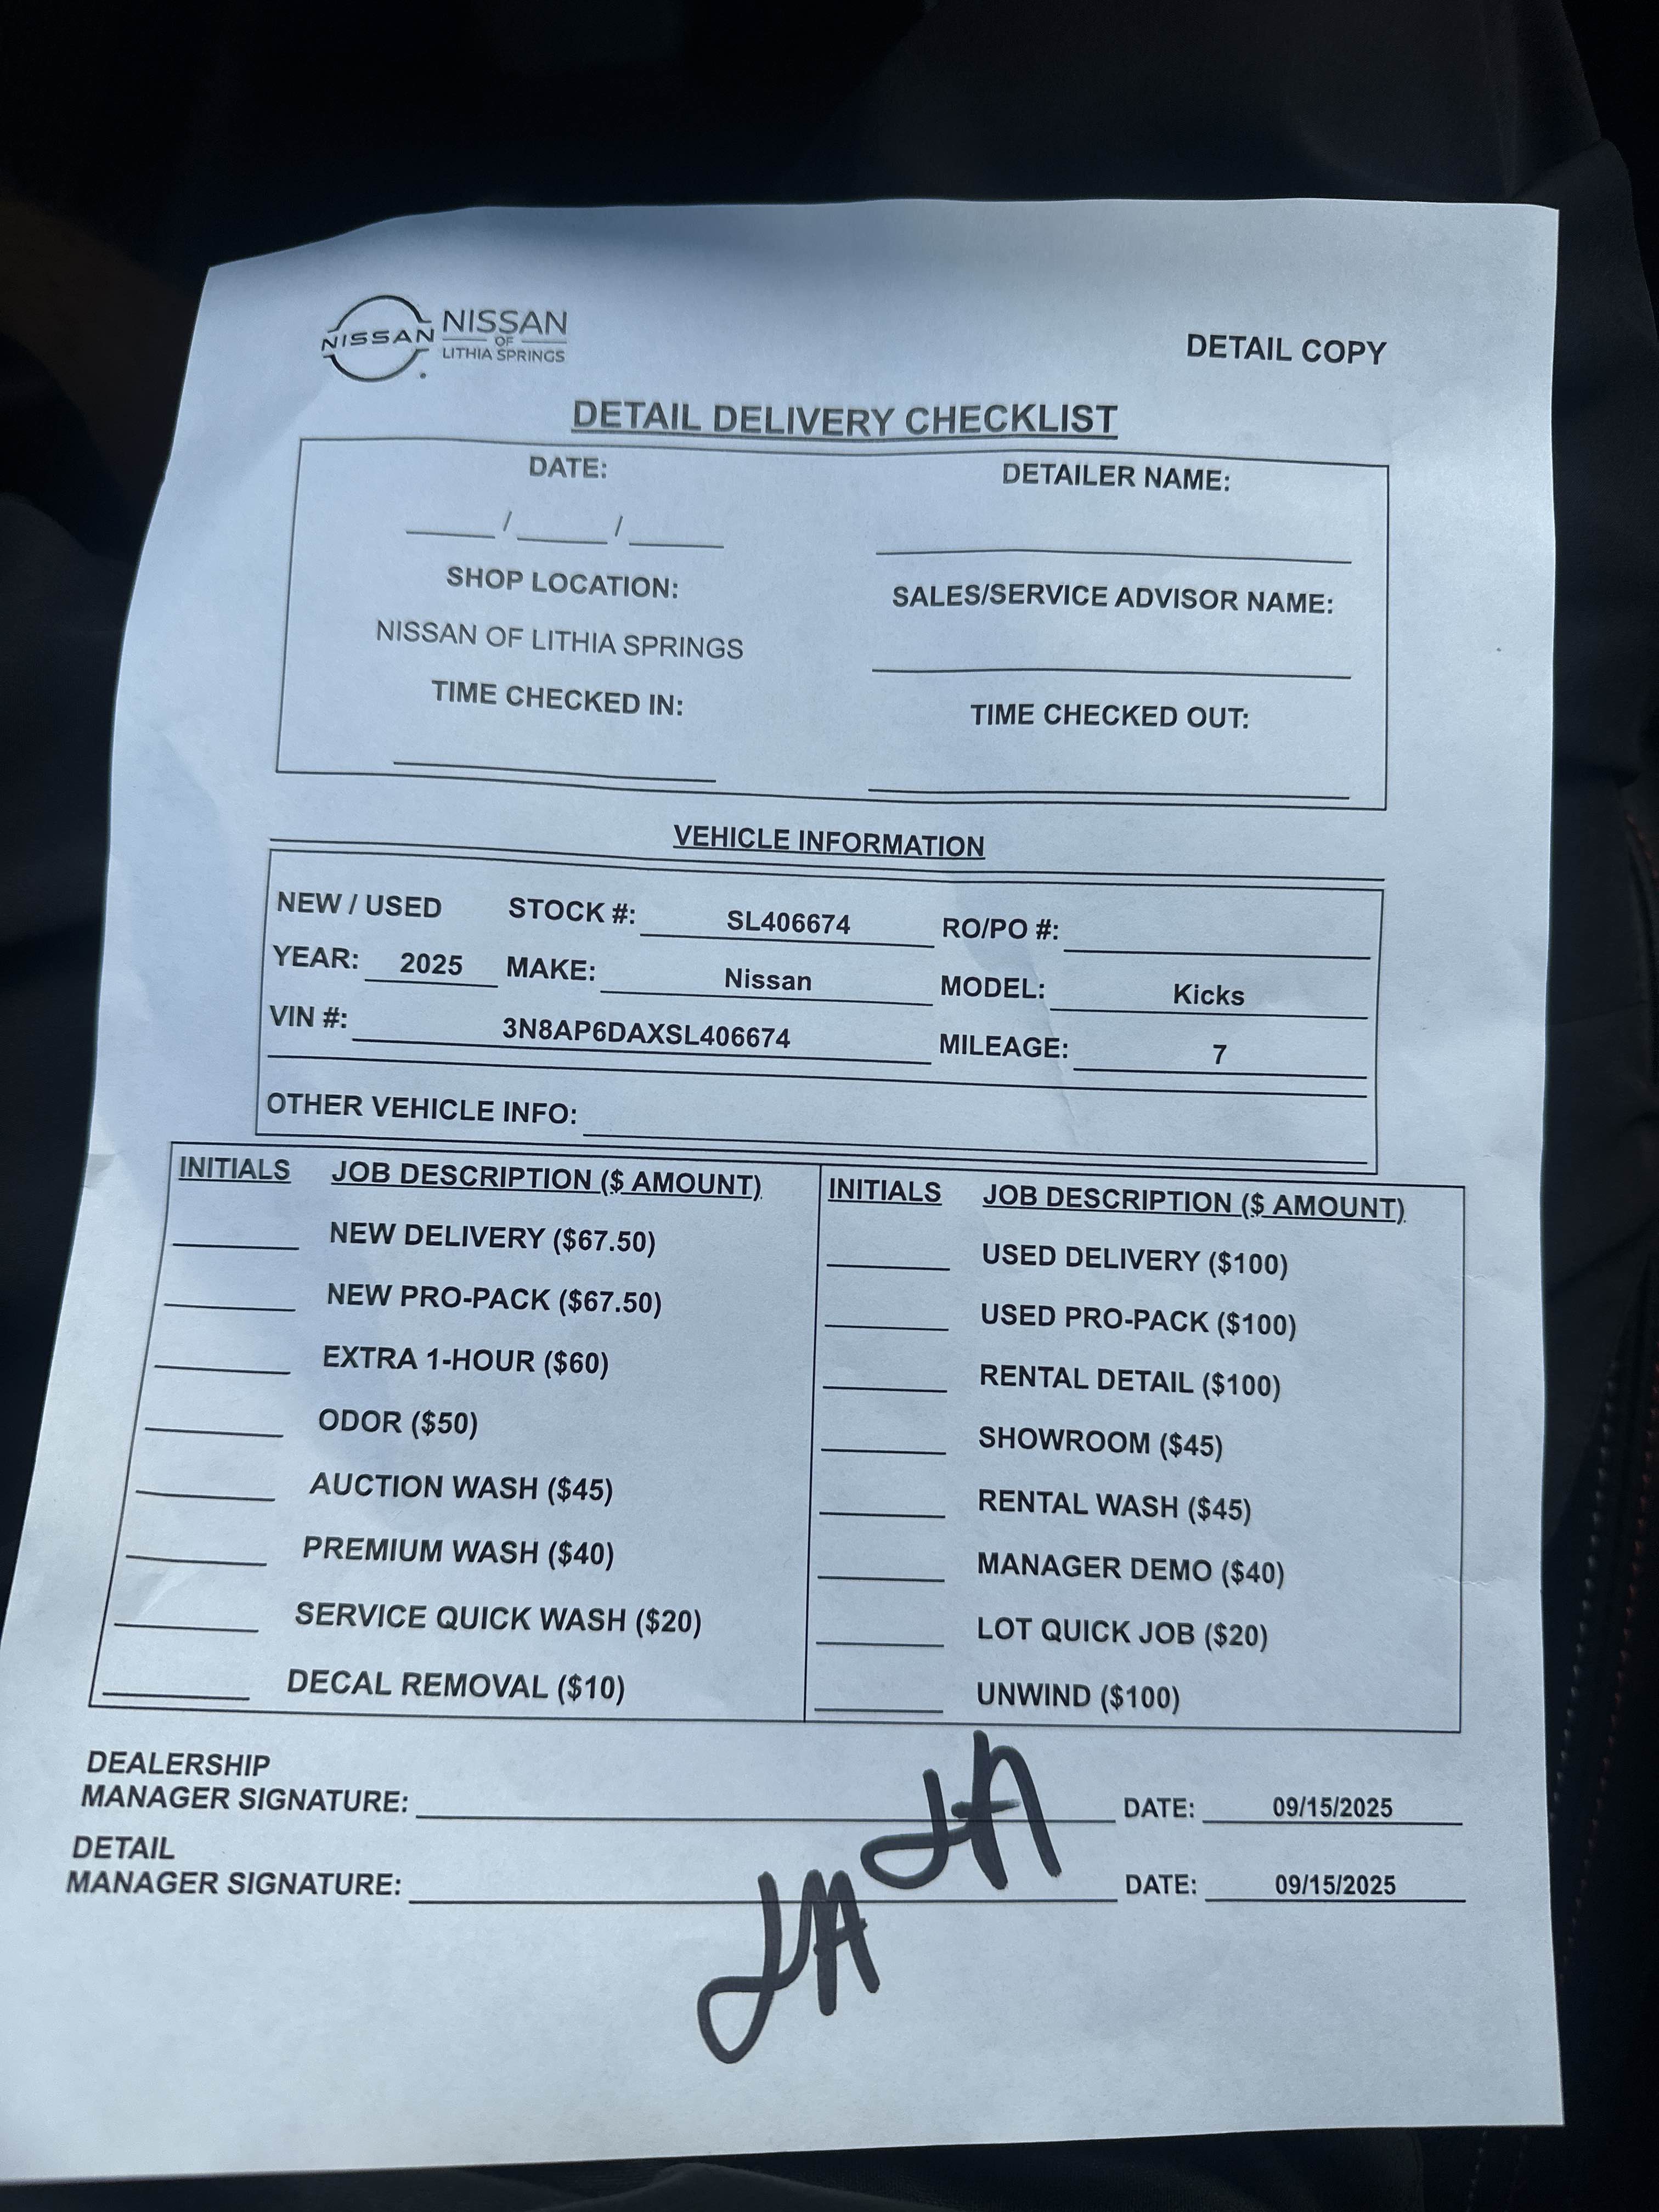 NISSAN
NISSAN
OF
LITHIA SPRINGS
DETAIL COPY
DETAIL DELIVERY CHECKLIST
DATE: DETAILER NAME:
_____ / _____ / _____
SHOP LOCATION: SALES/SERVICE ADVISOR NAME:
NISSAN OF LITHIA SPRINGS
TIME CHECKED IN: TIME CHECKED OUT:
VEHICLE INFORMATION
NEW / USED STOCK #: SL406674 RO/PO #:
YEAR: 2025 MAKE: Nissan MODEL: Kicks
VIN #: 3N8AP6DAXSL406674 MILEAGE: 7
OTHER VEHICLE INFO:
INITIALS JOB DESCRIPTION ($ AMOUNT) INITIALS JOB DESCRIPTION ($ AMOUNT)
NEW DELIVERY ($67.50) USED DELIVERY ($100)
NEW PRO-PACK ($67.50) USED PRO-PACK ($100)
EXTRA 1-HOUR ($60) RENTAL DETAIL ($100)
ODOR ($50) SHOWROOM ($45)
AUCTION WASH ($45) RENTAL WASH ($45)
PREMIUM WASH ($40) MANAGER DEMO ($40)
SERVICE QUICK WASH ($20) LOT QUICK JOB ($20)
DECAL REMOVAL ($10) UNWIND ($100)
DEALERSHIP
MANAGER SIGNATURE: DATE: 09/15/2025
DETAIL
MANAGER SIGNATURE: DATE: 09/15/2025